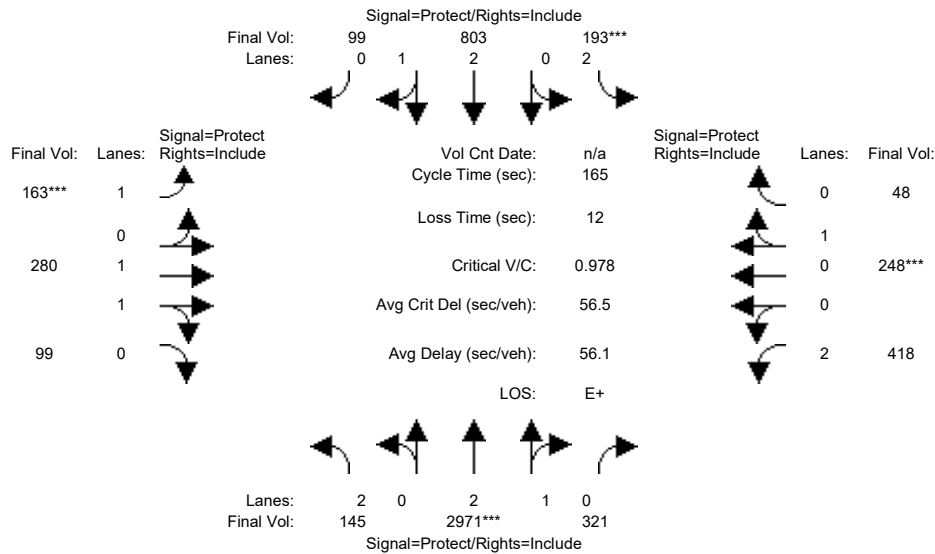 Signal=Protect/Rights=Include
Final Vol: 99 803 193***
Lanes: 0 1 2 0 2
Signal=Protect
Final Vol: Lanes: Rights=Include
Vol Cnt Date: n/a
Signal=Protect
Rights=Include Lanes: Final Vol:
Cycle Time (sec): 165
163*** 1
0 48
Loss Time (sec): 12
0
1
280 1
Critical V/C: 0.978
0 248***
1
Avg Crit Del (sec/veh): 56.5
0
99 0
Avg Delay (sec/veh): 56.1
2 418
LOS: E+
Lanes: 2 0 2 1 0
Final Vol: 145 2971*** 321
Signal=Protect/Rights=Include